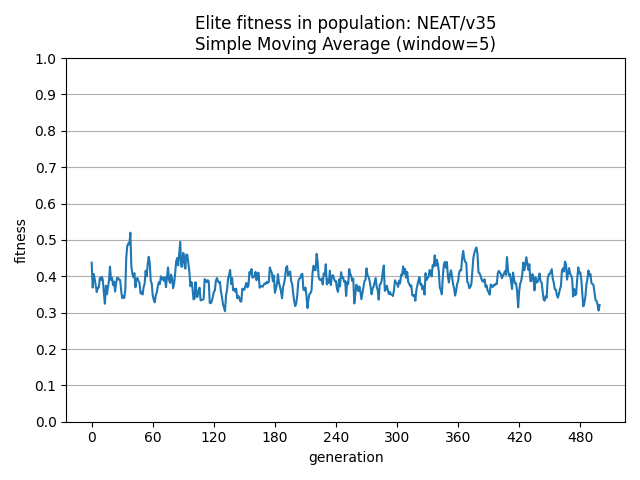 Elite fitness in population: NEAT/v35
Simple Moving Average (window=5)
1.0
0.9
0.8
0.7
0.6
0.5
0.4
0.3
0.2
0.1
0.0
fitness
0 60 120 180 240 300 360 420 480
generation